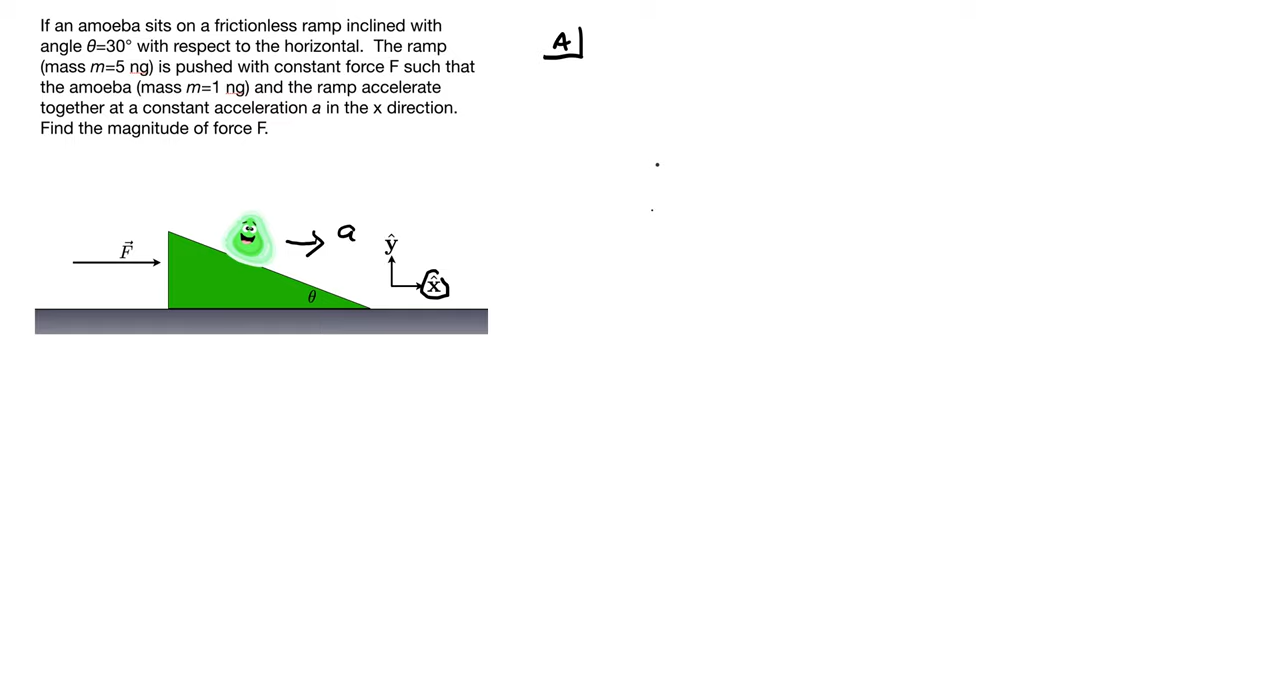 If an amoeba sits on a frictionless ramp inclined with
angle θ=30° with respect to the horizontal.  The ramp
(mass m=5 ng) is pushed with constant force F such that
the amoeba (mass m=1 ng) and the ramp accelerate
together at a constant acceleration a in the x direction.
Find the magnitude of force F.
A
F⃗
a
ŷ
x̂
θ